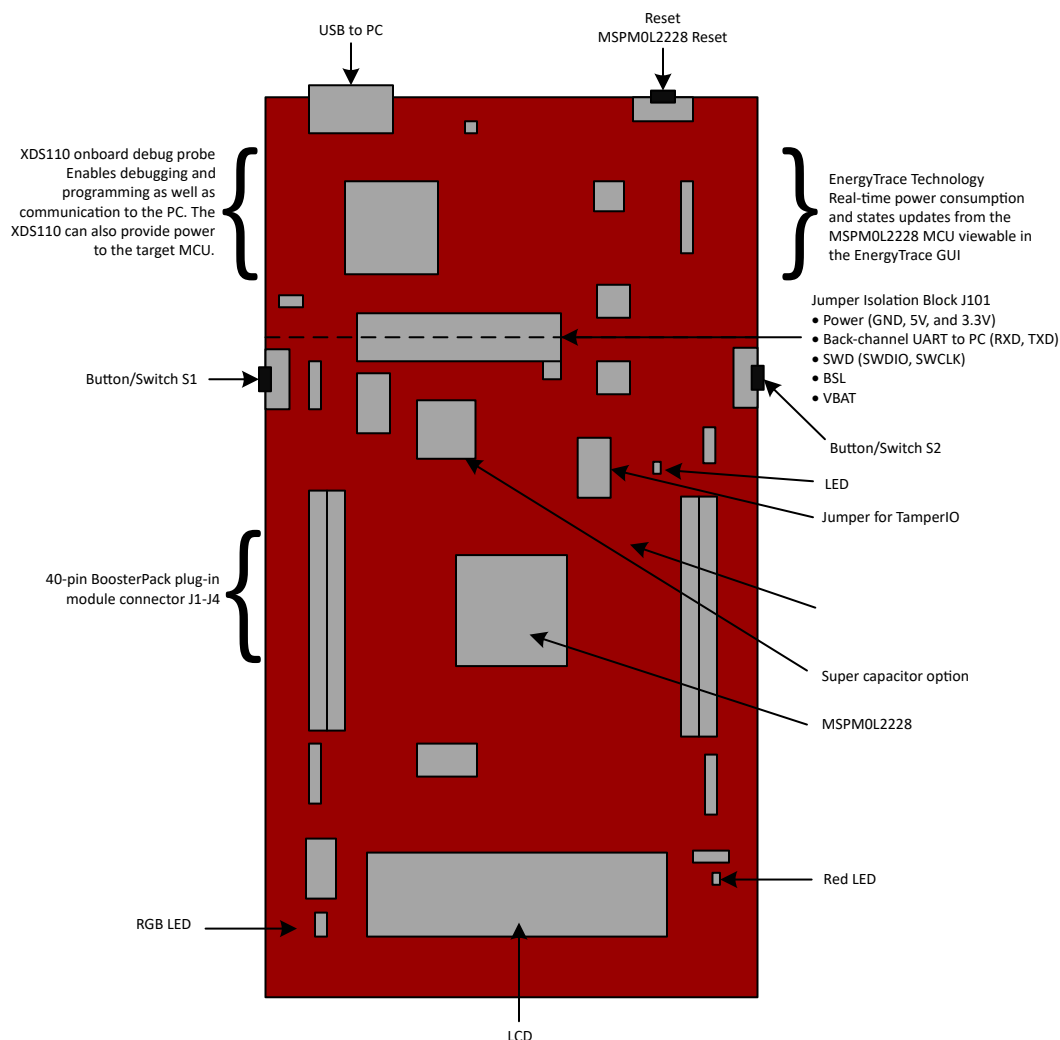 USB to PC
Reset
MSPM0L2228 Reset
XDS110 onboard debug probe
Enables debugging and
programming as well as
communication to the PC. The
XDS110 can also provide power
to the target MCU.
EnergyTrace Technology
Real-time power consumption
and states updates from the
MSPM0L2228 MCU viewable in
the EnergyTrace GUI
Jumper Isolation Block J101
• Power (GND, 5V, and 3.3V)
• Back-channel UART to PC (RXD, TXD)
• SWD (SWDIO, SWCLK)
• BSL
• VBAT
Button/Switch S1
Button/Switch S2
LED
Jumper for TamperIO
40-pin BoosterPack plug-in
module connector J1-J4
Super capacitor option
MSPM0L2228
Red LED
RGB LED
LCD